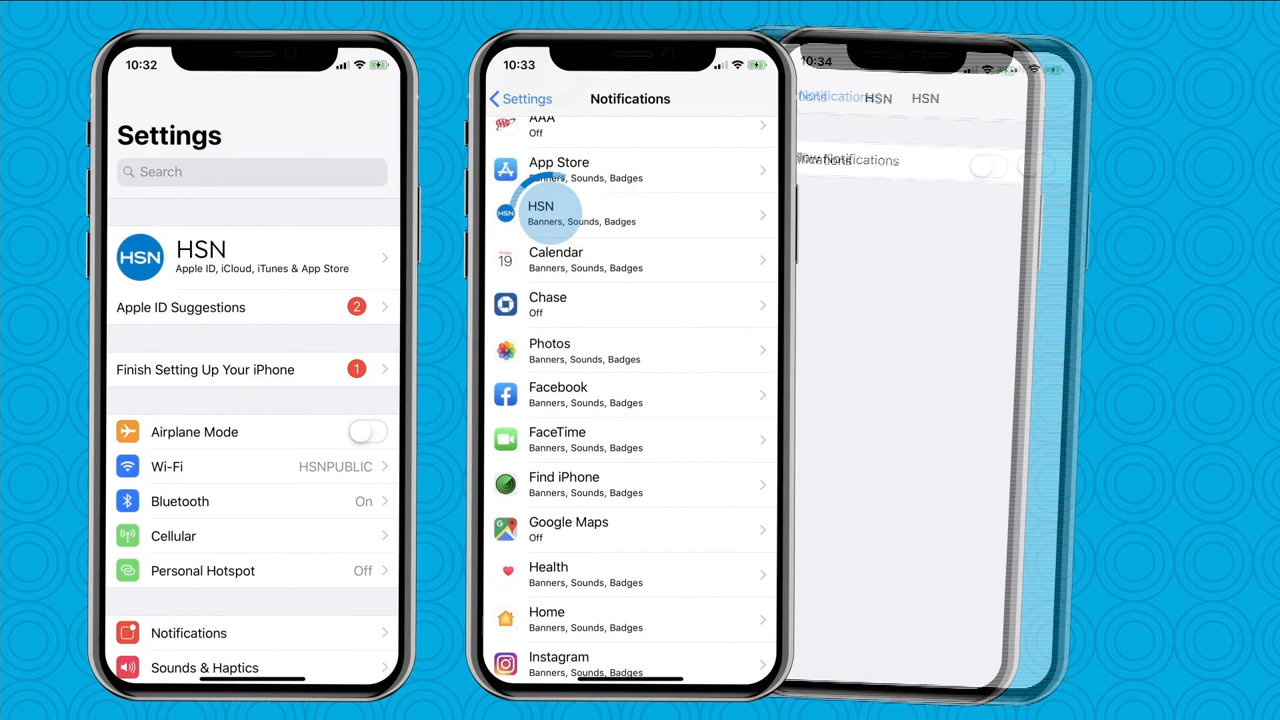 10:32
Settings
Search
HSN
HSN
Apple ID, iCloud, iTunes & App Store
Apple ID Suggestions
2
Finish Setting Up Your iPhone
1
Airplane Mode
Wi-Fi
HSNPUBLIC
Bluetooth
On
Cellular
Personal Hotspot
Off
Notifications
Sounds & Haptics
10:33
Settings
Notifications
AAA
Off
App Store
Banners, Sounds, Badges
HSN
HSN
Banners, Sounds, Badges
19
Calendar
Banners, Sounds, Badges
Chase
Off
Photos
Banners, Sounds, Badges
Facebook
Banners, Sounds, Badges
FaceTime
Banners, Sounds, Badges
Find iPhone
Banners, Sounds, Badges
Google Maps
Off
Health
Banners, Sounds, Badges
Home
Banners, Sounds, Badges
Instagram
Banners, Sounds, Badges
10:34
Notifications
HSN
HSN
Notifications